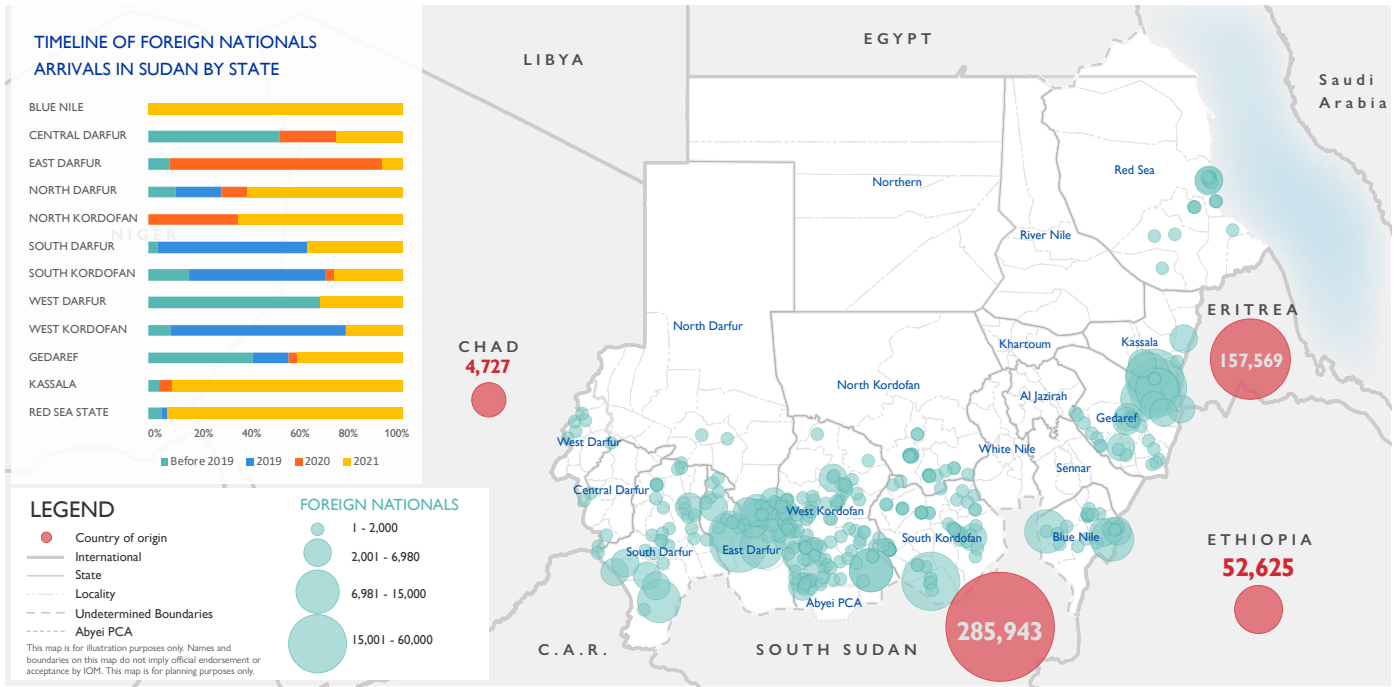 TIMELINE OF FOREIGN NATIONALS
ARRIVALS IN SUDAN BY STATE
BLUE NILE
CENTRAL DARFUR
EAST DARFUR
NORTH DARFUR
NORTH KORDOFAN
NIGER
SOUTH DARFUR
SOUTH KORDOFAN
WEST DARFUR
WEST KORDOFAN
GEDAREF
KASSALA
RED SEA STATE
0% 20% 40% 60% 80% 100%
Before 2019 2019 2020 2021
LEGEND
Country of origin
International
State
Locality
Undetermined Boundaries
Abyei PCA
This map is for illustration purposes only. Names and
boundaries on this map do not imply official endorsement or
acceptance by IOM. This map is for planning purposes only.
FOREIGN NATIONALS
1 - 2,000
2,001 - 6,980
6,981 - 15,000
15,001 - 60,000
LIBYA
EGYPT
Saudi
Arabia
Red Sea
Northern
River Nile
ERITREA
157,569
North Darfur
Khartoum
Kassala
CHAD
4,727
North Kordofan
Al Jazirah
Gedaref
West Darfur
White Nile
Sennar
Central Darfur
West Kordofan
South Darfur
East Darfur
South Kordofan
Blue Nile
ETHIOPIA
52,625
Abyei PCA
285,943
C.A.R.
SOUTH SUDAN